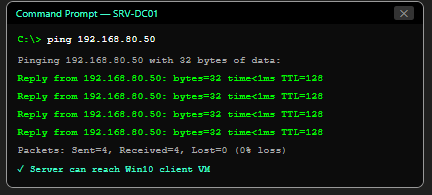 Command Prompt — SRV-DC01
C:\> ping 192.168.80.50
Pinging 192.168.80.50 with 32 bytes of data:
Reply from 192.168.80.50: bytes=32 time<1ms TTL=128
Reply from 192.168.80.50: bytes=32 time<1ms TTL=128
Reply from 192.168.80.50: bytes=32 time<1ms TTL=128
Reply from 192.168.80.50: bytes=32 time<1ms TTL=128
Packets: Sent=4, Received=4, Lost=0 (0% loss)
✓ Server can reach Win10 client VM